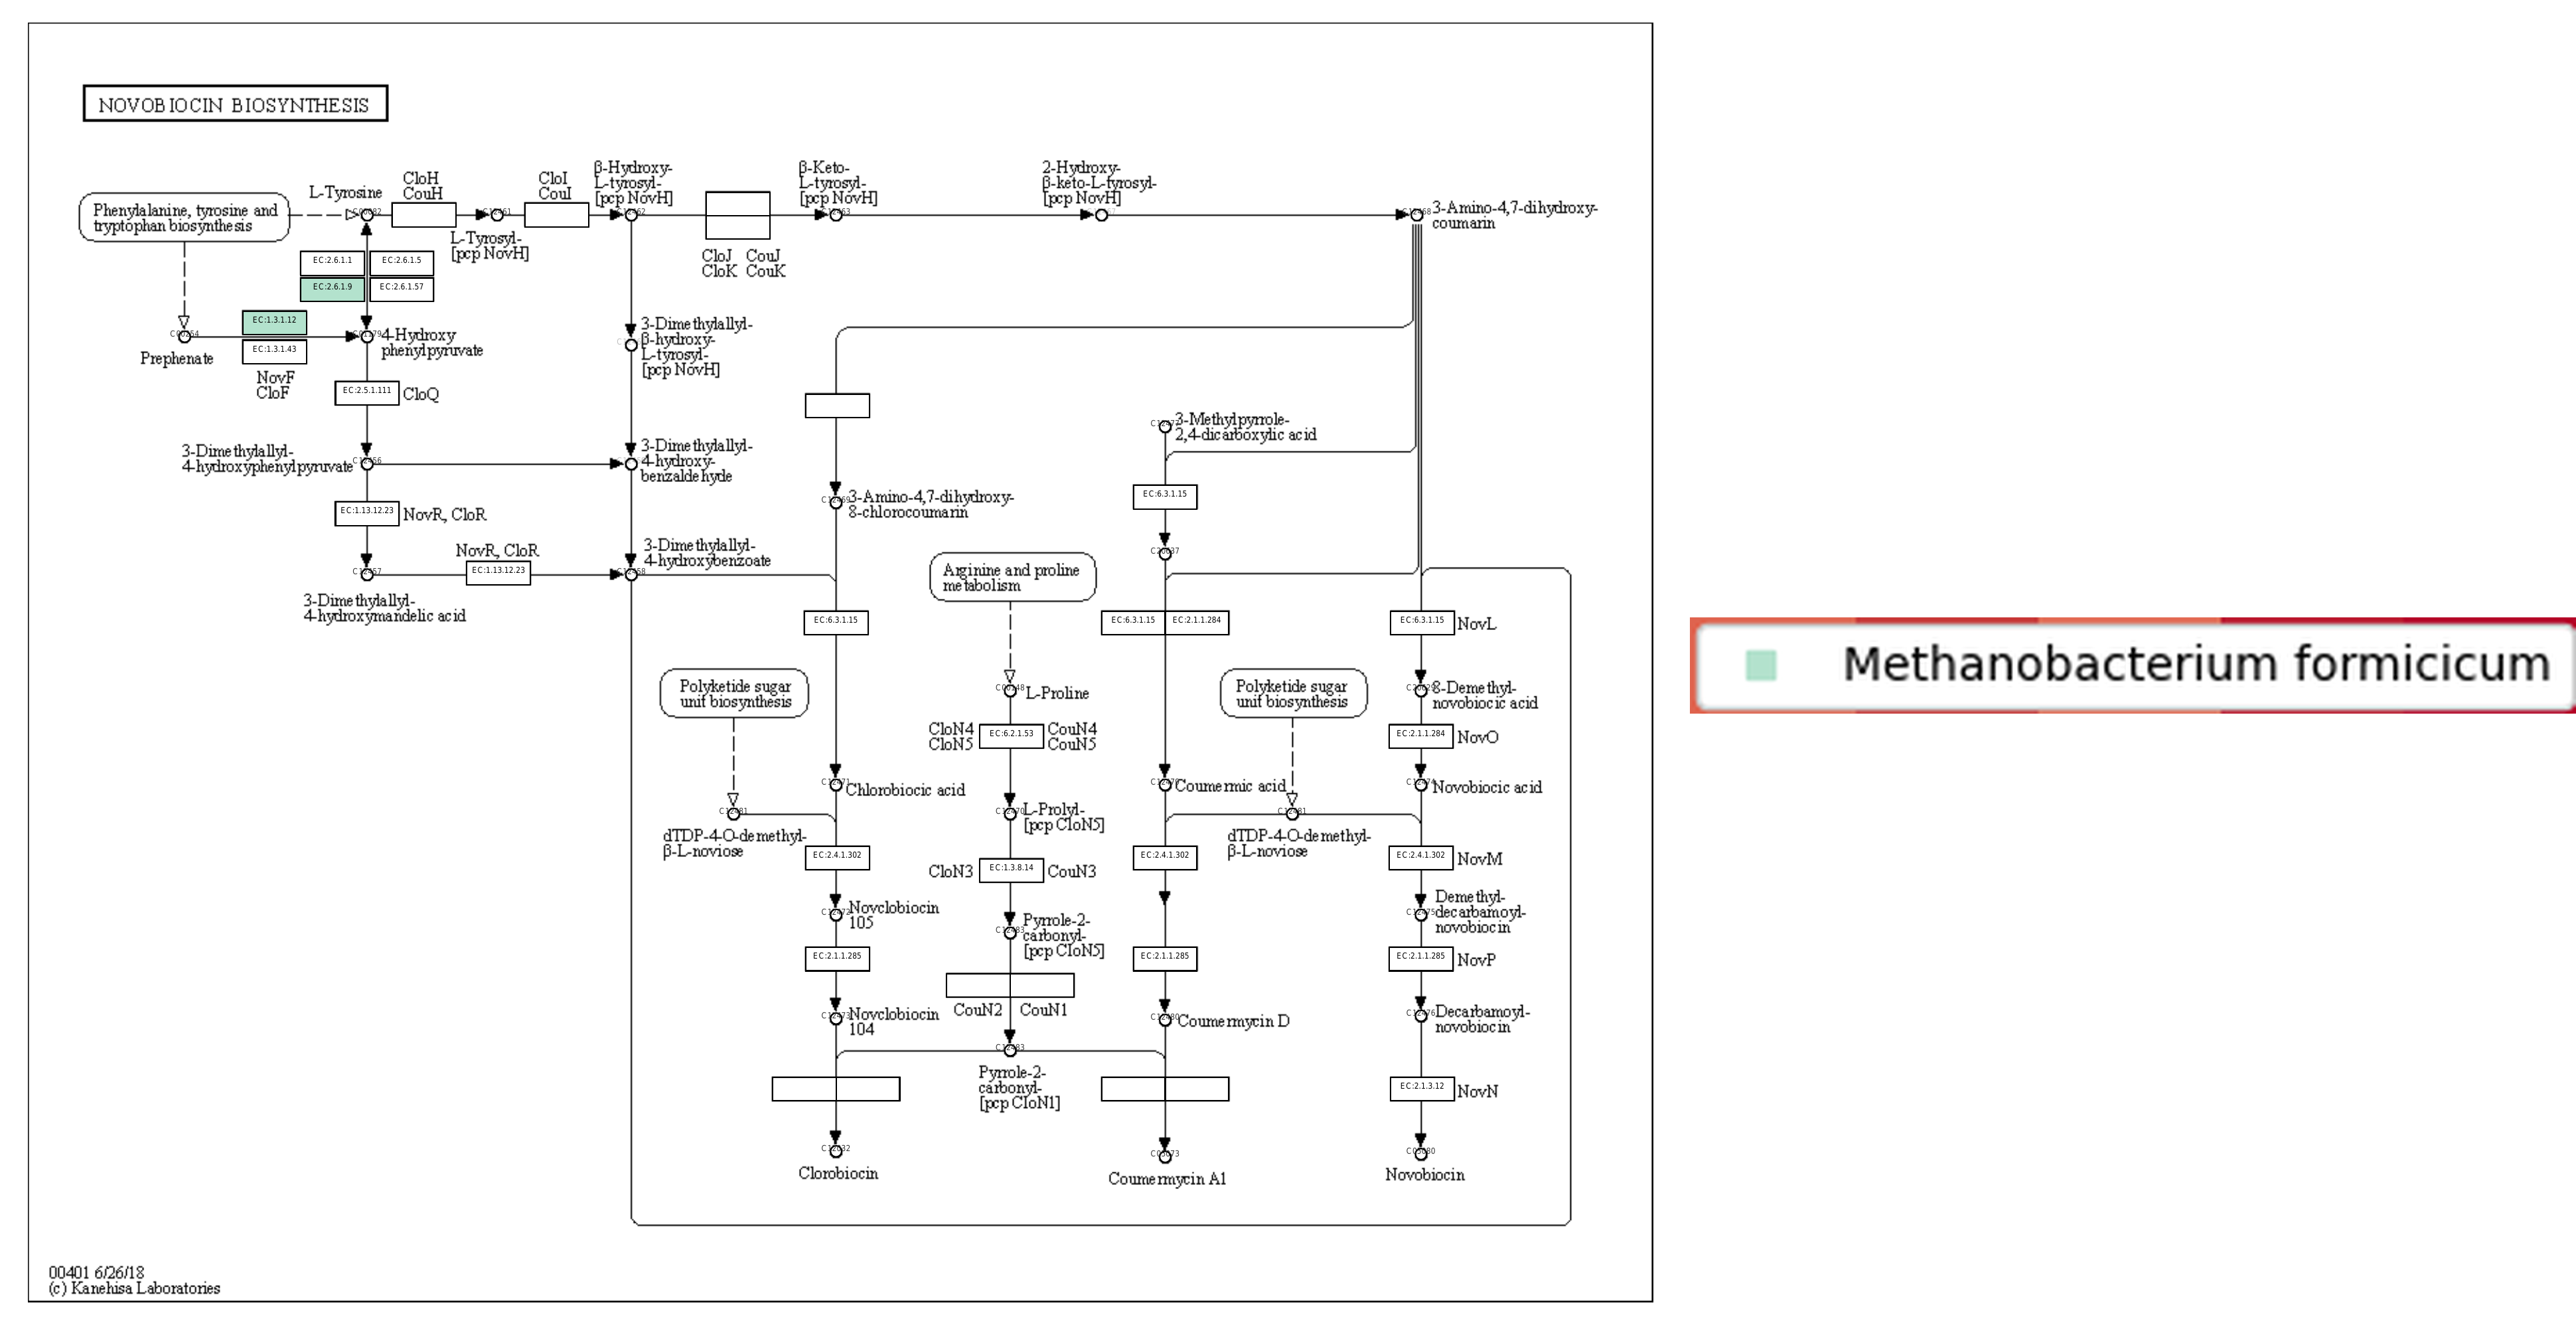 NOVOBIOCIN BIOSYNTHESIS
Phenylalanine, tyrosine and
tryptophan biosynthesis
L-Tyrosine
CloH
CouH
L-Tyrosyl-
[pcp NovH]
CloI
CouI
β-Hydroxy-
L-tyrosyl-
[pcp NovH]
CloJ CouJ
CloK CouK
β-Keto-
L-tyrosyl-
[pcp NovH]
2-Hydroxy-
β-keto-L-tyrosyl-
[pcp NovH]
3-Amino-4,7-dihydroxy-
coumarin
EC:2.6.1.1
EC:2.6.1.5
EC:2.6.1.9
EC:2.6.1.57
EC:1.3.1.12
EC:1.3.1.43
Prephenate
NovF
CloF
4-Hydroxy
phenylpyruvate
EC:2.5.1.111
CloQ
3-Dimethylallyl-
β-hydroxy-
L-tyrosyl-
[pcp NovH]
3-Dimethylallyl-
4-hydroxyphenylpyruvate
3-Dimethylallyl-
4-hydroxy-
benzaldehyde
EC:1.13.12.23
NovR, CloR
NovR, CloR
EC:1.13.12.23
3-Dimethylallyl-
4-hydroxybenzoate
3-Dimethylallyl-
4-hydroxymandelic acid
3-Amino-4,7-dihydroxy-
8-chlorocoumarin
3-Methylpyrrole-
2,4-dicarboxylic acid
EC:6.3.1.15
Arginine and proline
metabolism
EC:6.3.1.15
EC:6.3.1.15
EC:2.1.1.284
EC:6.3.1.15
NovL
Polyketide sugar
unit biosynthesis
L-Proline
Polyketide sugar
unit biosynthesis
8-Demethyl-
novobiocic acid
CloN4
CloN5
EC:6.2.1.53
CouN4
CouN5
EC:2.1.1.284
NovO
Chlorobiocic acid
L-Prolyl-
[pcp CloN5]
Coumermic acid
Novobiocic acid
dTDP-4-O-demethyl-
β-L-noviose
dTDP-4-O-demethyl-
β-L-noviose
EC:2.4.1.302
CloN3
EC:1.3.8.14
CouN3
EC:2.4.1.302
EC:2.4.1.302
NovM
Novclobiocin
105
Pyrrole-2-
carbonyl-
[pcp CloN5]
Demethyl-
decarbamoyl-
novobiocin
EC:2.1.1.285
EC:2.1.1.285
EC:2.1.1.285
NovP
CouN2 CouN1
Novclobiocin
104
Coumermycin D
Decarbamoyl-
novobiocin
Pyrrole-2-
carbonyl-
[pcp CloN1]
EC:2.1.3.12
NovN
Clorobiocin
Coumermycin A1
Novobiocin
00401 6/26/18
(c) Kanehisa Laboratories
Methanobacterium formicicum